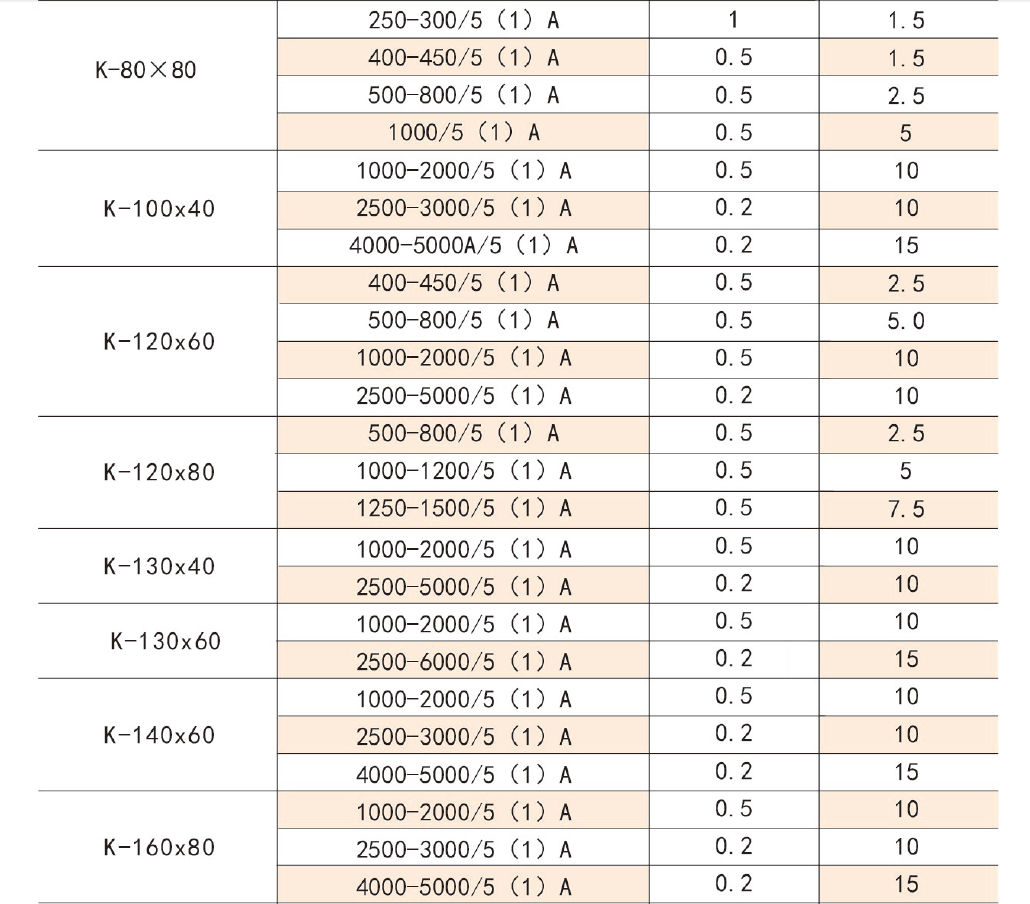 K-80×80
250-300/5 (1) A 1 1.5
400-450/5 (1) A 0.5 1.5
500-800/5 (1) A 0.5 2.5
1000/5 (1) A 0.5 5
K-100x40
1000-2000/5 (1) A 0.5 10
2500-3000/5 (1) A 0.2 10
4000-5000A/5 (1) A 0.2 15
K-120x60
400-450/5 (1) A 0.5 2.5
500-800/5 (1) A 0.5 5.0
1000-2000/5 (1) A 0.5 10
2500-5000/5 (1) A 0.2 10
K-120x80
500-800/5 (1) A 0.5 2.5
1000-1200/5 (1) A 0.5 5
1250-1500/5 (1) A 0.5 7.5
K-130x40
1000-2000/5 (1) A 0.5 10
2500-5000/5 (1) A 0.2 10
K-130x60
1000-2000/5 (1) A 0.5 10
2500-6000/5 (1) A 0.2 15
K-140x60
1000-2000/5 (1) A 0.5 10
2500-3000/5 (1) A 0.2 10
4000-5000/5 (1) A 0.2 15
K-160x80
1000-2000/5 (1) A 0.5 10
2500-3000/5 (1) A 0.2 10
4000-5000/5 (1) A 0.2 15